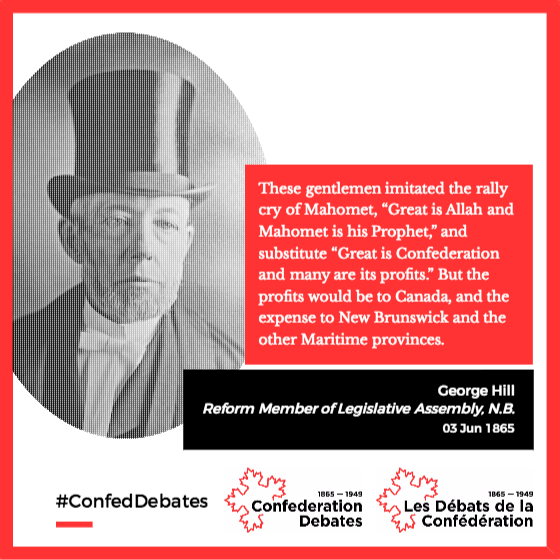 These gentlemen imitated the rally
cry of Mahomet, “Great is Allah and
Mahomet is his Prophet,” and
substitute “Great is Confederation
and many are its profits.” But the
profits would be to Canada, and the
expense to New Brunswick and the
other Maritime provinces.
George Hill
Reform Member of Legislative Assembly, N.B.
03 Jun 1865
#ConfedDebates
1865 — 1949
Confederation
Debates
1865 — 1949
Les Débats de la
Confédération